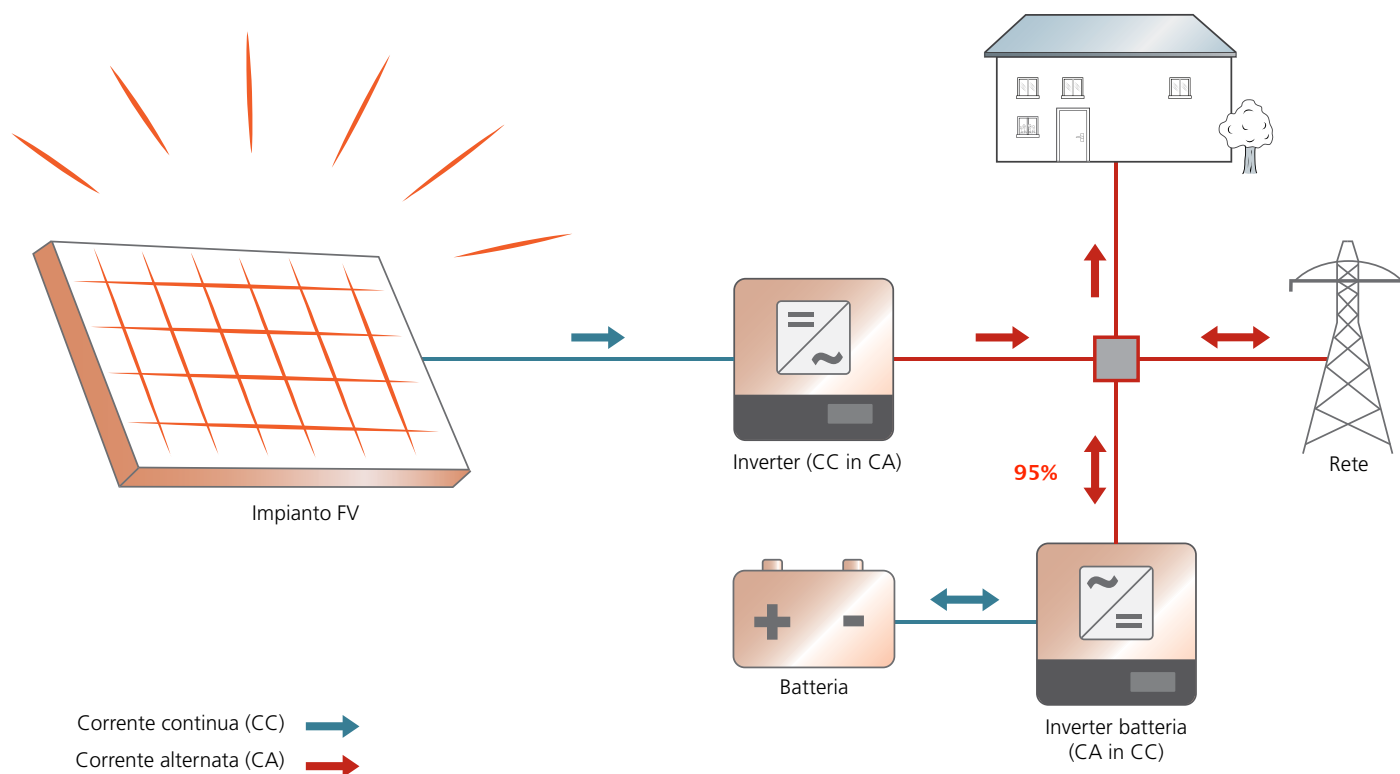 Inverter (CC in CA)
Rete
95%
Impianto FV
Batteria
Inverter batteria
(CA in CC)
Corrente continua (CC)
Corrente alternata (CA)